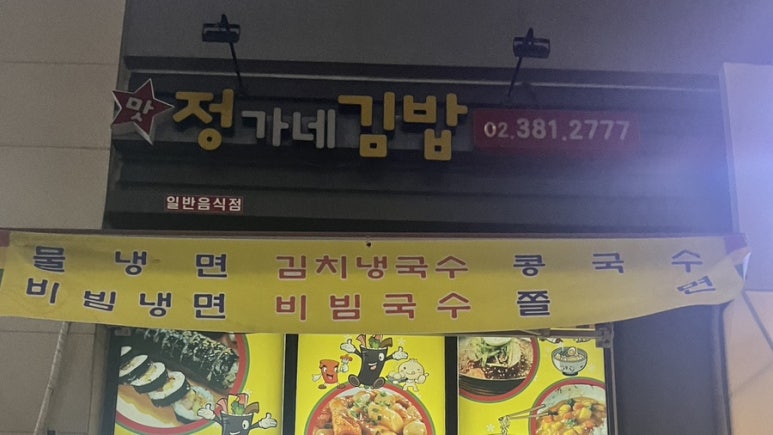 맛 정가네김밥 02.381.2777
일반음식점
물냉면 김치냉국수 콩국수
비빔냉면 비빔국수 쫄면